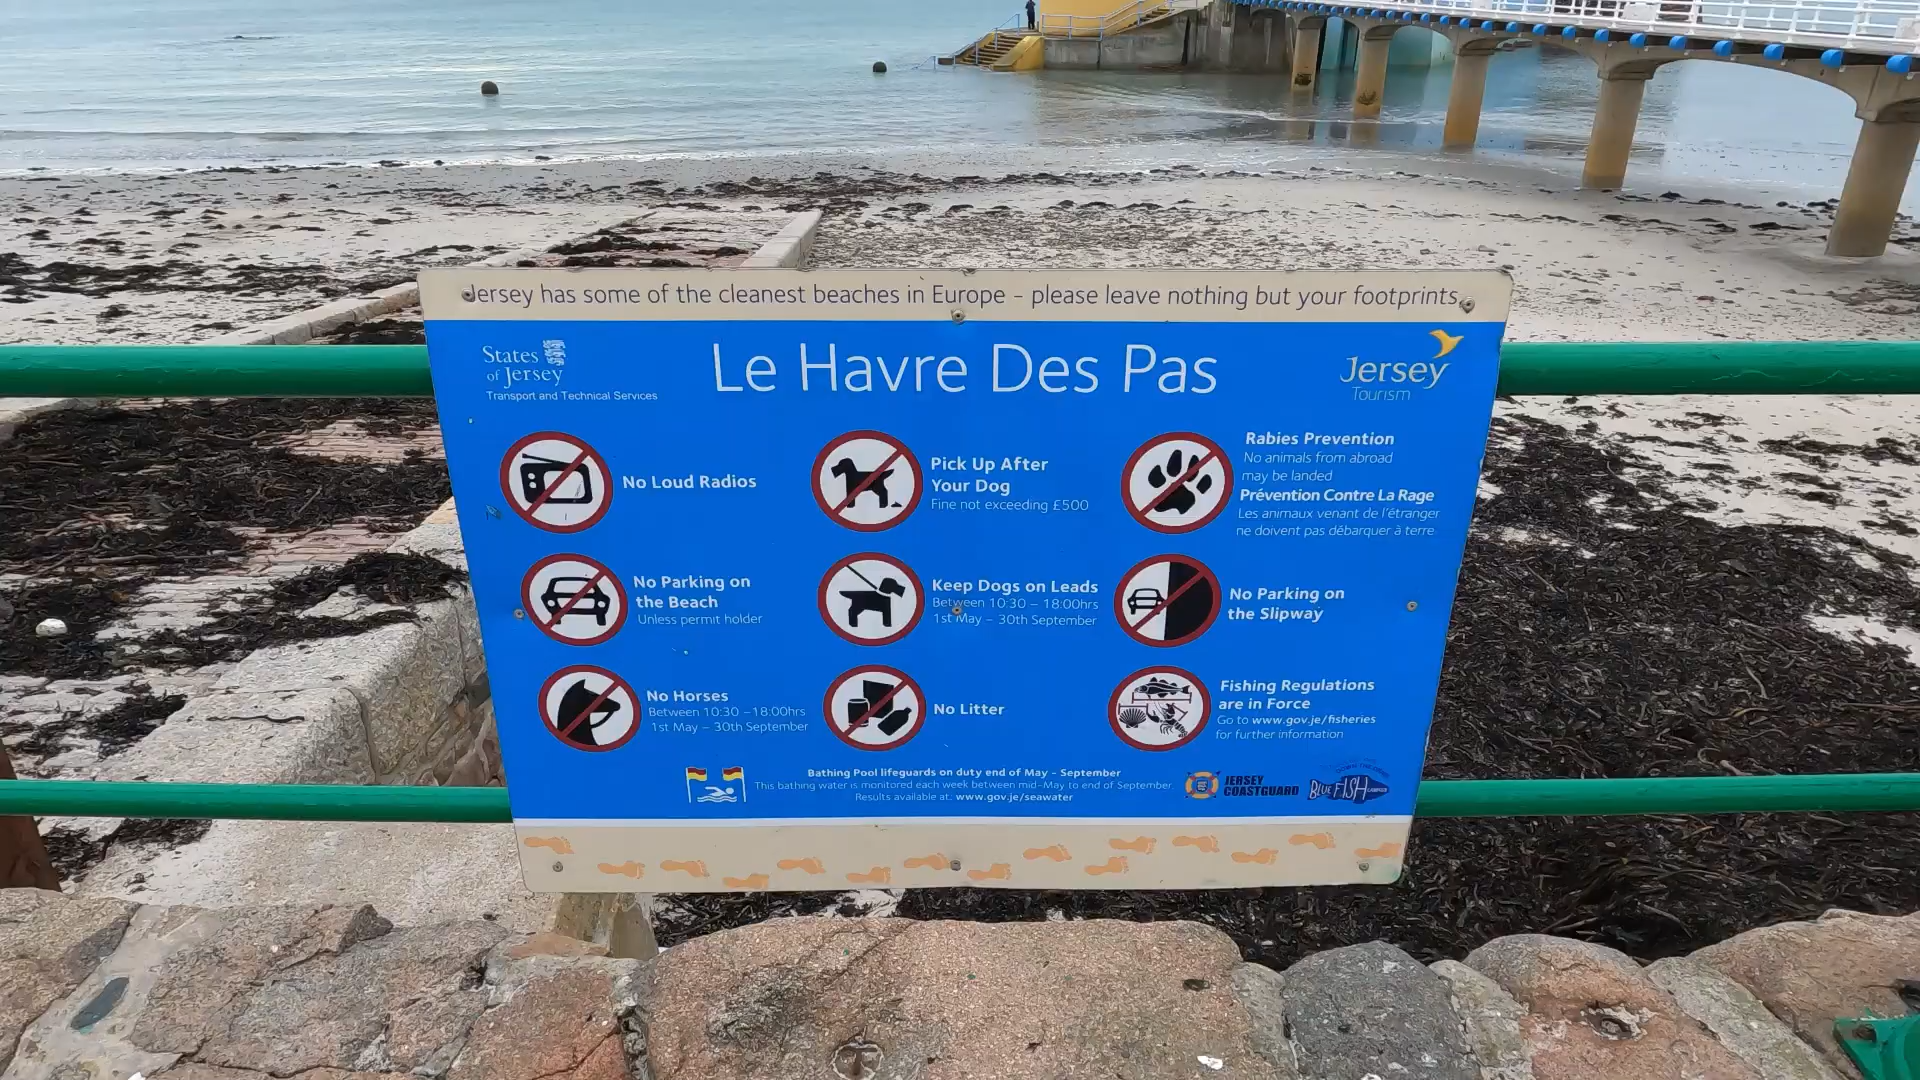 Jersey has some of the cleanest beaches in Europe – please leave nothing but your footprints.
States
of Jersey
Transport and Technical Services
Le Havre Des Pas
Jersey
Tourism
No Loud Radios
Pick Up After
Your Dog
Fine not exceeding £500
Rabies Prevention
No animals from abroad
may be landed
Prévention Contre La Rage
Les animaux venant de l'étranger
ne doivent pas débarquer à terre
No Parking on
the Beach
Unless permit holder
Keep Dogs on Leads
Between 10:30 – 18:00hrs
1st May – 30th September
No Parking on
the Slipway
No Horses
Between 10:30 – 18:00hrs
1st May – 30th September
No Litter
Fishing Regulations
are in Force
Go to www.gov.je/fisheries
for further information
Bathing Pool lifeguards on duty end of May – September
This bathing water is monitored each week between mid-May to end of September.
Results available at: www.gov.je/seawater
JERSEY
COASTGUARD
BLUE FISH